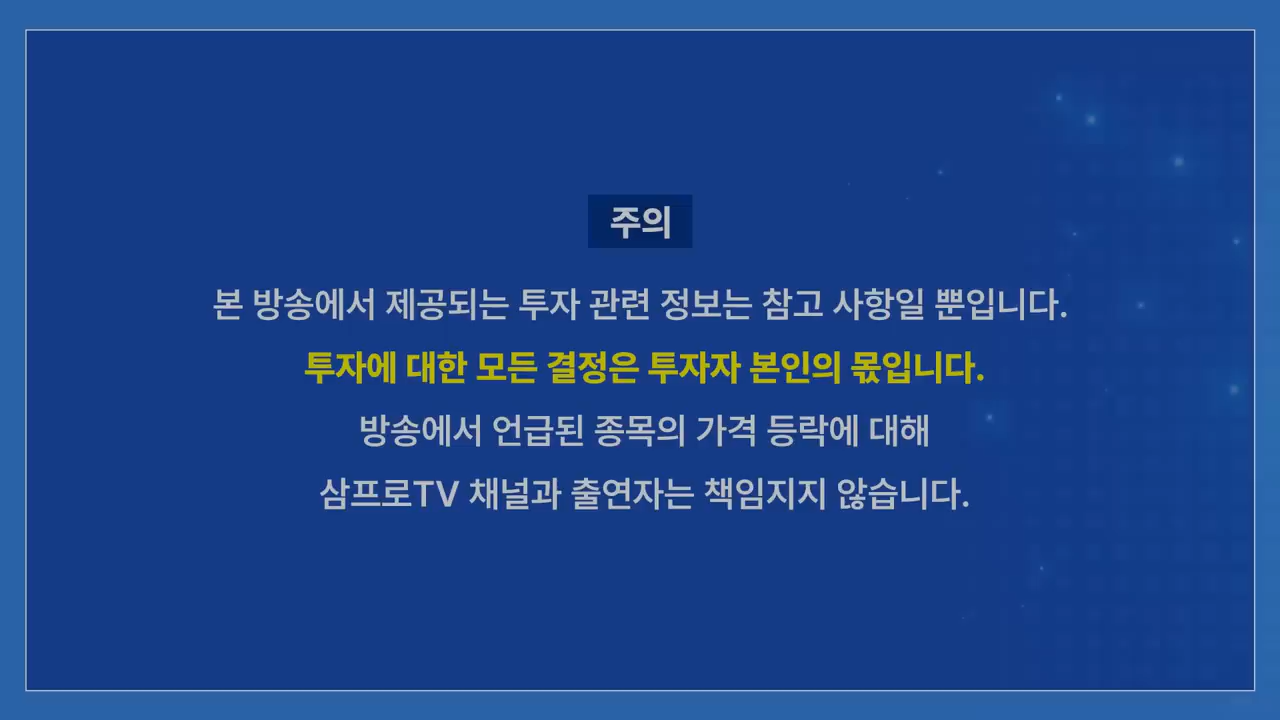 주의
본 방송에서 제공되는 투자 관련 정보는 참고 사항일 뿐입니다.
투자에 대한 모든 결정은 투자자 본인의 몫입니다.
방송에서 언급된 종목의 가격 등락에 대해
삼프로TV 채널과 출연자는 책임지지 않습니다.